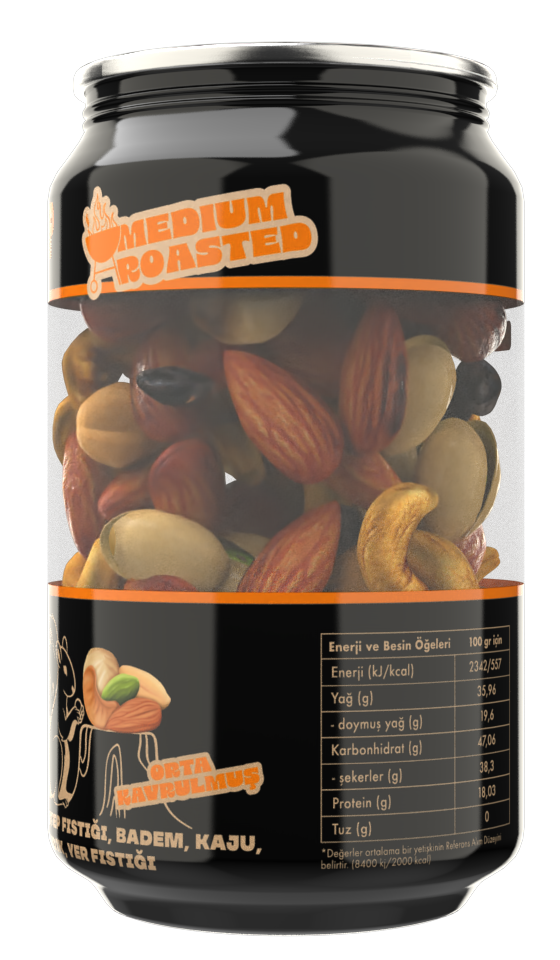 MEDIUM
ROASTED
ORTA
KAVRULMUŞ
FISTIĞI, BADEM, KAJU,
YER FISTIĞI
Enerji ve Besin Öğeleri 100 gr için
Enerji (kJ/kcal) 2342/557
Yağ (g) 35,96
- doymuş yağ (g) 19,6
Karbonhidrat (g) 47,06
- şekerler (g) 38,3
Protein (g) 18,03
Tuz (g) 0
*Değerler ortalama bir yetişkinin Referans Alım Düzeyini
belirtir. (8400 kj/2000 kcal)